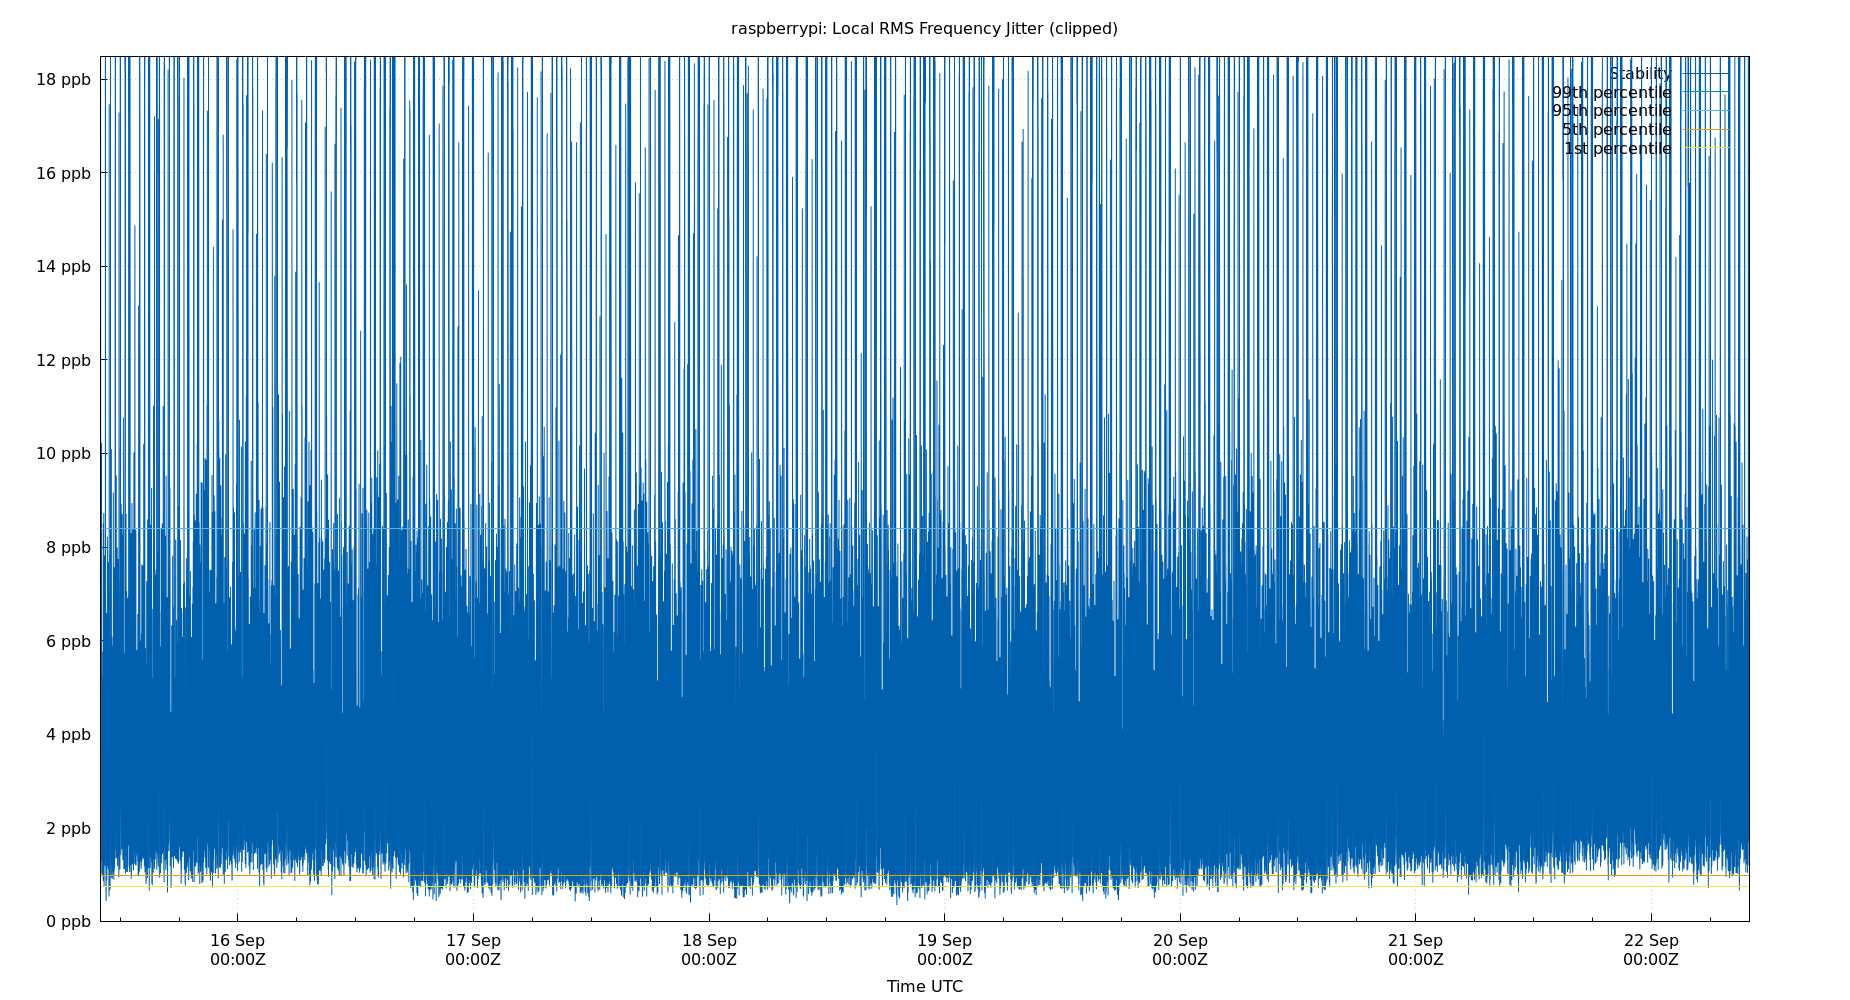 raspberrypi: Local RMS Frequency Jitter (clipped)
18 ppb
16 ppb
14 ppb
12 ppb
10 ppb
8 ppb
6 ppb
4 ppb
2 ppb
0 ppb
Stability
99th percentile
95th percentile
5th percentile
1st percentile
16 Sep 17 Sep 18 Sep 19 Sep 20 Sep 21 Sep 22 Sep
00:00Z 00:00Z 00:00Z 00:00Z 00:00Z 00:00Z 00:00Z
Time UTC